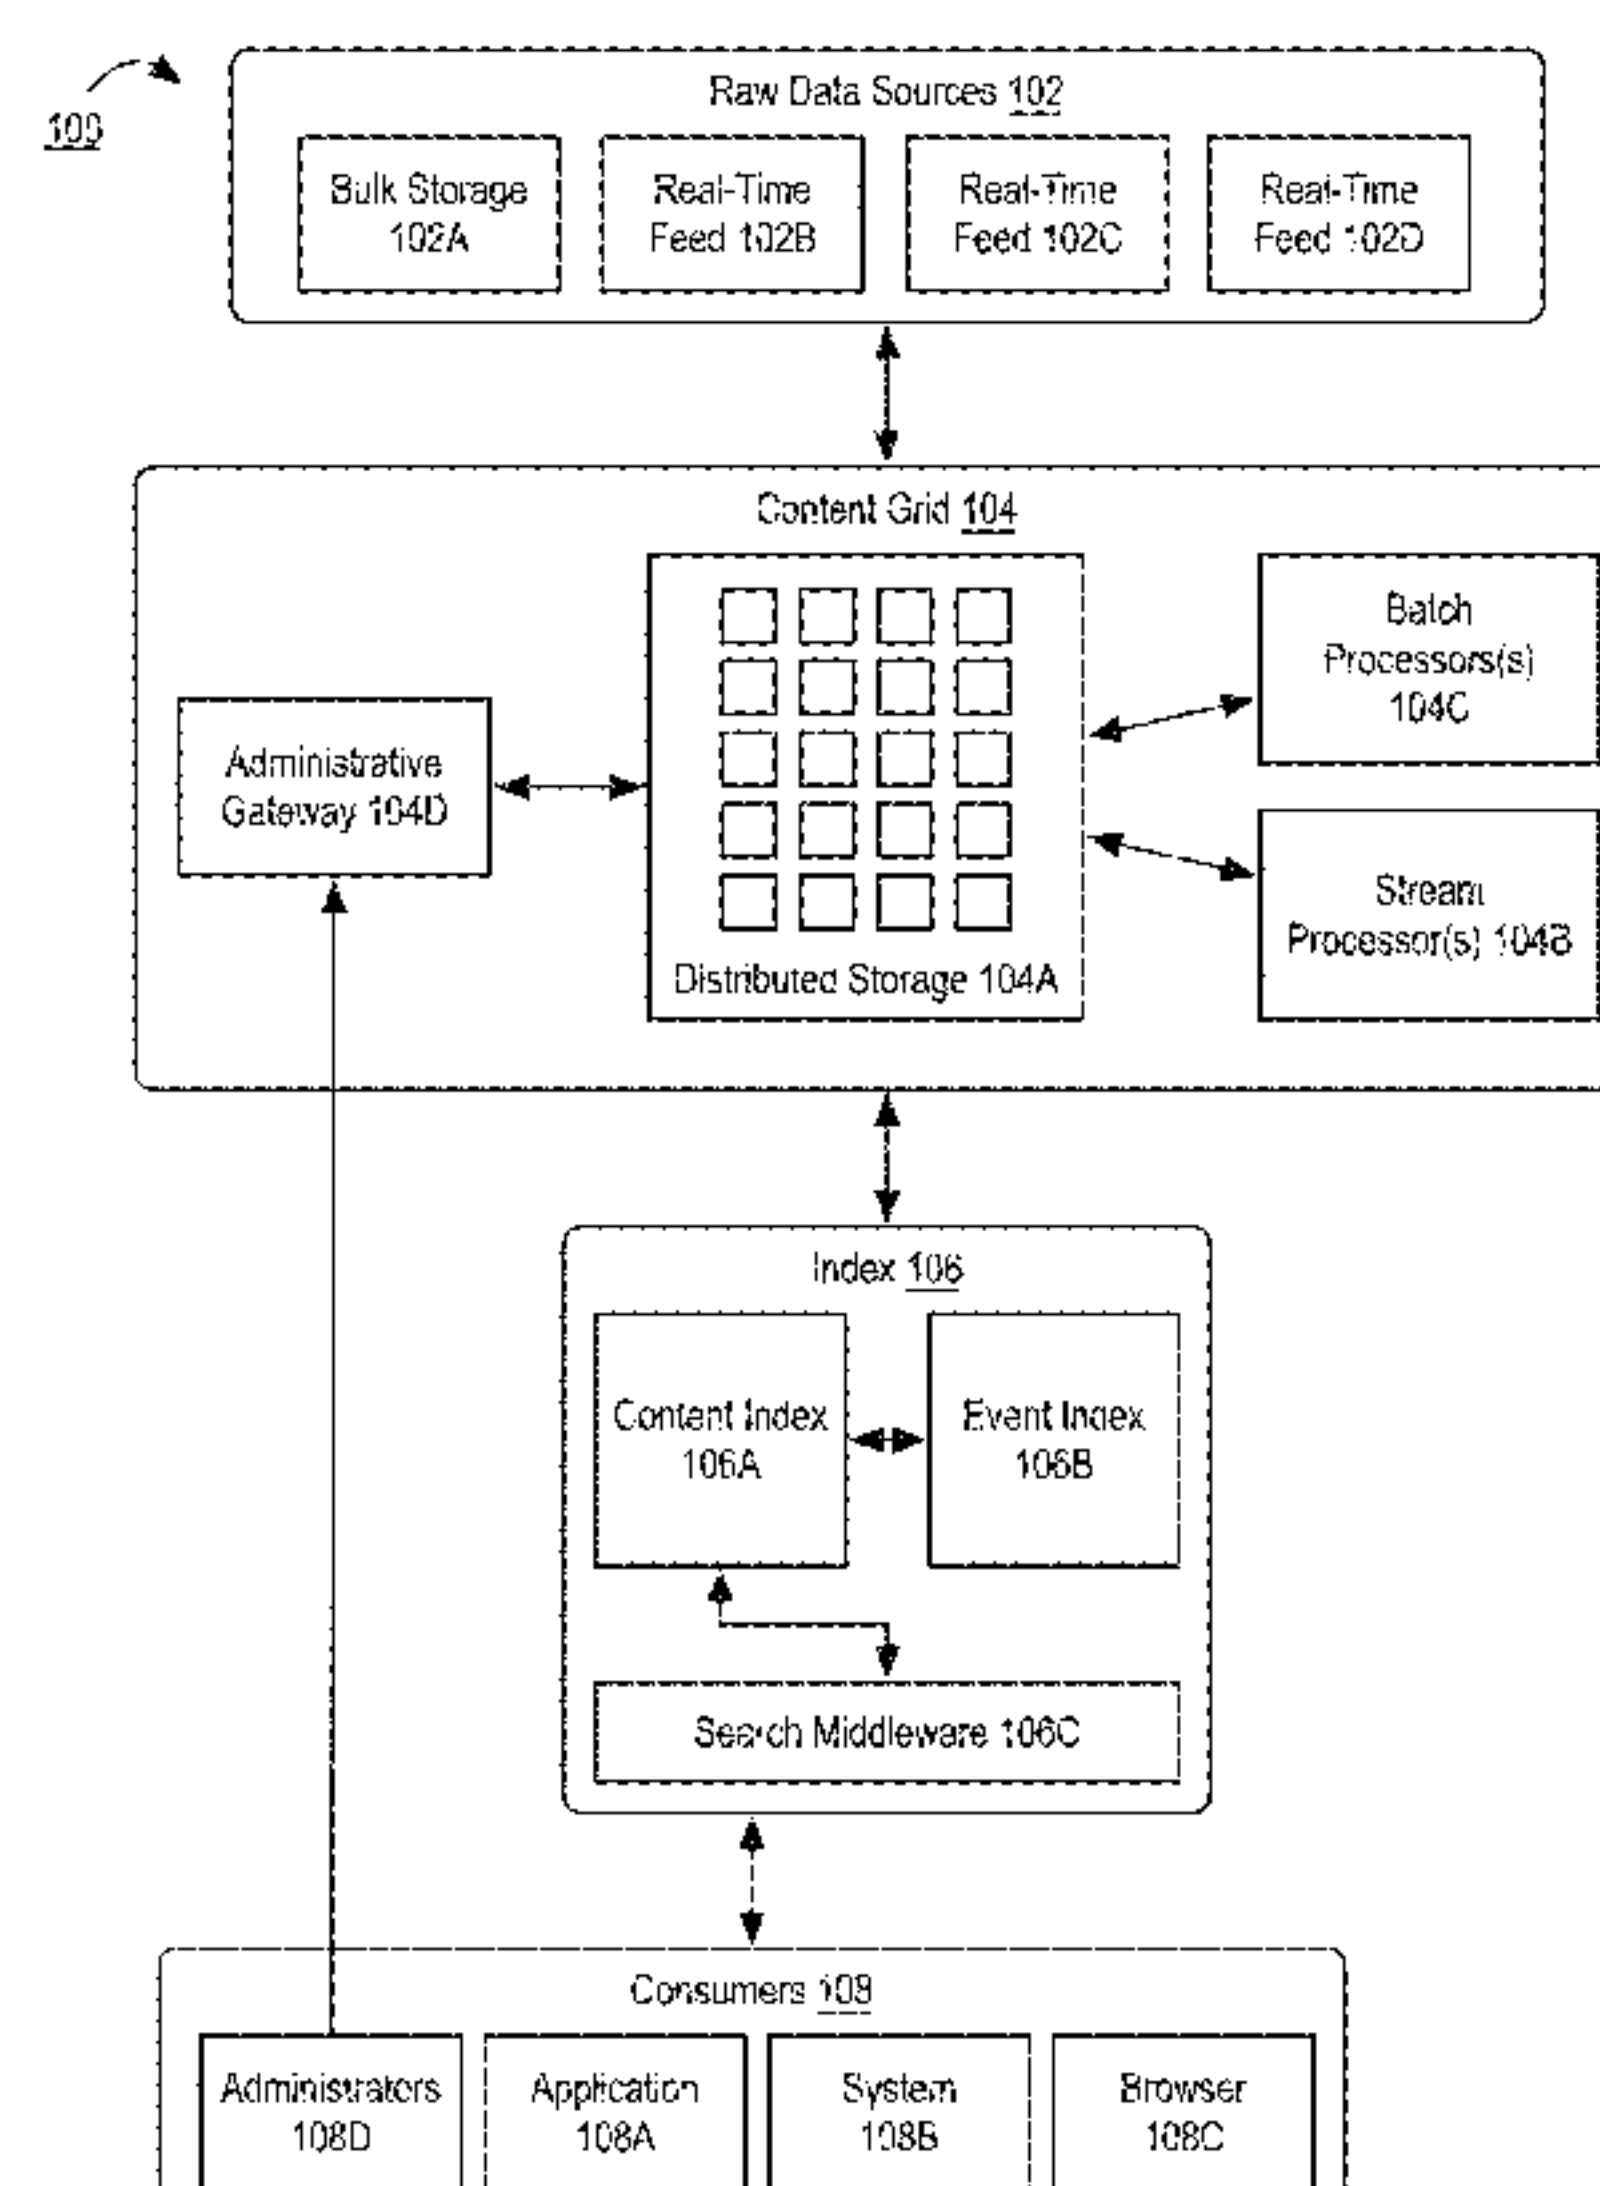 100
Raw Data Sources 102
Bulk Storage
102A
Real-Time
Feed 102B
Real-Time
Feed 102C
Real-Time
Feed 102D
Content Grid 104
Administrative
Gateway 104D
Distributed Storage 104A
Batch
Processors(s)
104C
Stream
Processor(s) 104B
Index 106
Content Index
106A
Event Index
106B
Search Middleware 106C
Consumers 108
Administrators
108D
Application
108A
System
108B
Browser
108C